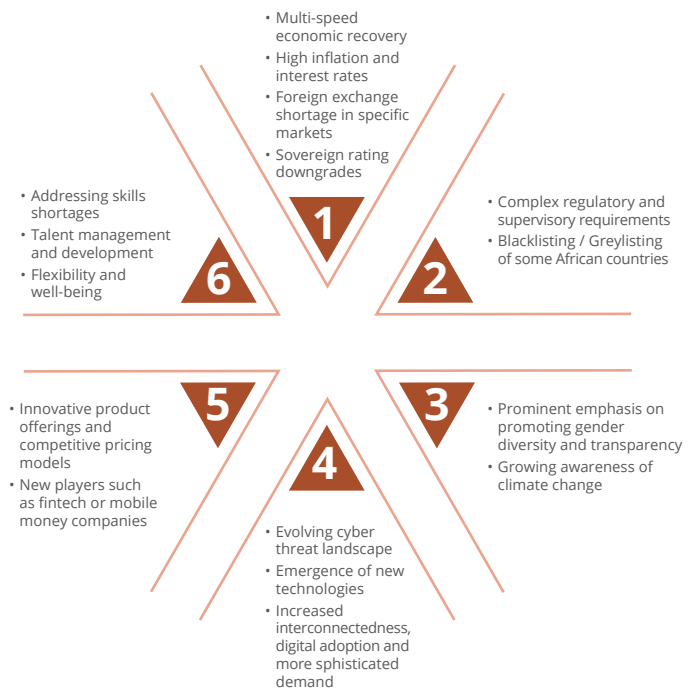 • Multi-speed
economic recovery
• High inflation and
interest rates
• Foreign exchange
shortage in specific
markets
• Sovereign rating
downgrades
1
• Complex regulatory and
supervisory requirements
• Blacklisting / Greylisting
of some African countries
2
• Prominent emphasis on
promoting gender
diversity and transparency
• Growing awareness of
climate change
3
4
• Evolving cyber
threat landscape
• Emergence of new
technologies
• Increased
interconnectedness,
digital adoption and
more sphisticated
demand
5
• Innovative product
offerings and
competitive pricing
models
• New players such
as fintech or mobile
money companies
6
• Addressing skills
shortages
• Talent management
and development
• Flexibility and
well-being